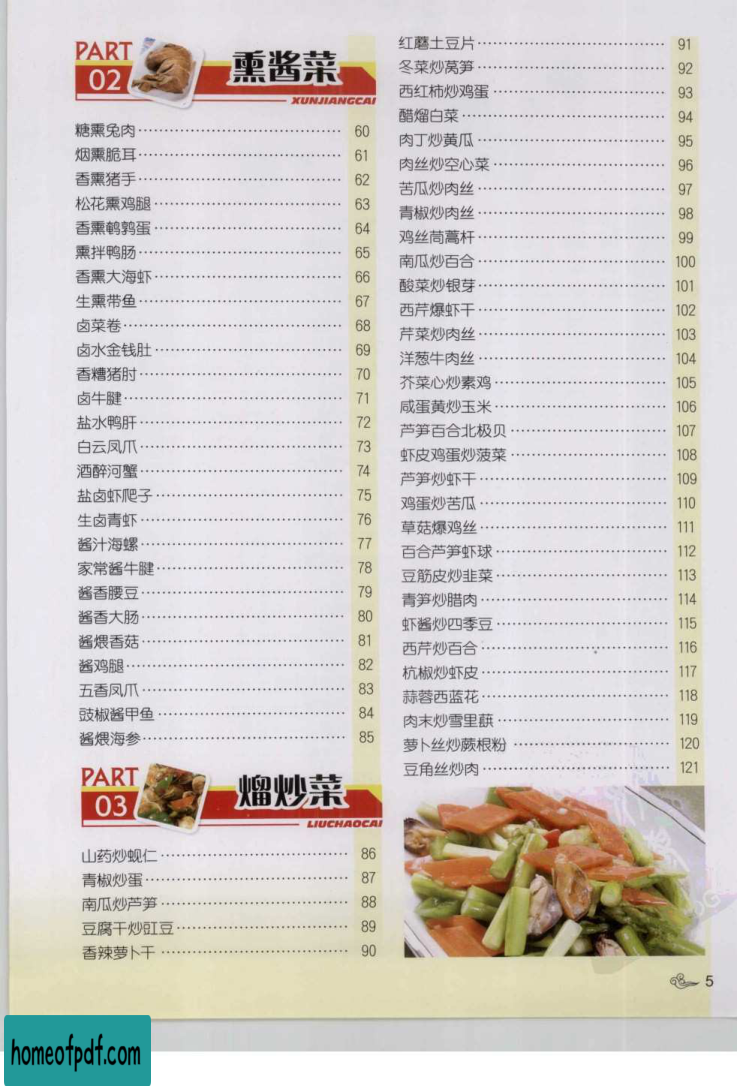 PART
02
熏酱菜
XUNJIANGCAI
糖熏兔肉 60
烟熏脆耳 61
香熏猪手 62
松花熏鸡腿 63
香熏鹌鹑蛋 64
熏拌鸭肠 65
香熏大海虾 66
生熏带鱼 67
卤菜卷 68
卤水金钱肚 69
香糟猪肘 70
卤牛腱 71
盐水鸭肝 72
白云凤爪 73
酒醉河蟹 74
盐卤虾爬子 75
生卤青虾 76
酱汁海螺 77
家常酱牛腱 78
酱香腰豆 79
酱香大肠 80
酱煨香菇 81
酱鸡腿 82
五香凤爪 83
豉椒酱甲鱼 84
酱煨海参 85
PART
03
熘炒菜
LIUCHAOCAI
山药炒蚬仁 86
青椒炒蛋 87
南瓜炒芦笋 88
豆腐干炒豇豆 89
香辣萝卜干 90
红蘑土豆片 91
冬菜炒莴笋 92
西红柿炒鸡蛋 93
醋熘白菜 94
肉丁炒黄瓜 95
肉丝炒空心菜 96
苦瓜炒肉丝 97
青椒炒肉丝 98
鸡丝茼蒿杆 99
南瓜炒百合 100
酸菜炒银芽 101
西芹爆虾干 102
芹菜炒肉丝 103
洋葱牛肉丝 104
芥菜心炒素鸡 105
咸蛋黄炒玉米 106
芦笋百合北极贝 107
虾皮鸡蛋炒菠菜 108
芦笋炒虾干 109
鸡蛋炒苦瓜 110
草菇爆鸡丝 111
百合芦笋虾球 112
豆筋皮炒韭菜 113
青笋炒腊肉 114
虾酱炒四季豆 115
西芹炒百合 116
杭椒炒虾皮 117
蒜蓉西蓝花 118
肉末炒雪里蕻 119
萝卜丝炒蕨根粉 120
豆角丝炒肉 121
5
homeofpdf.com